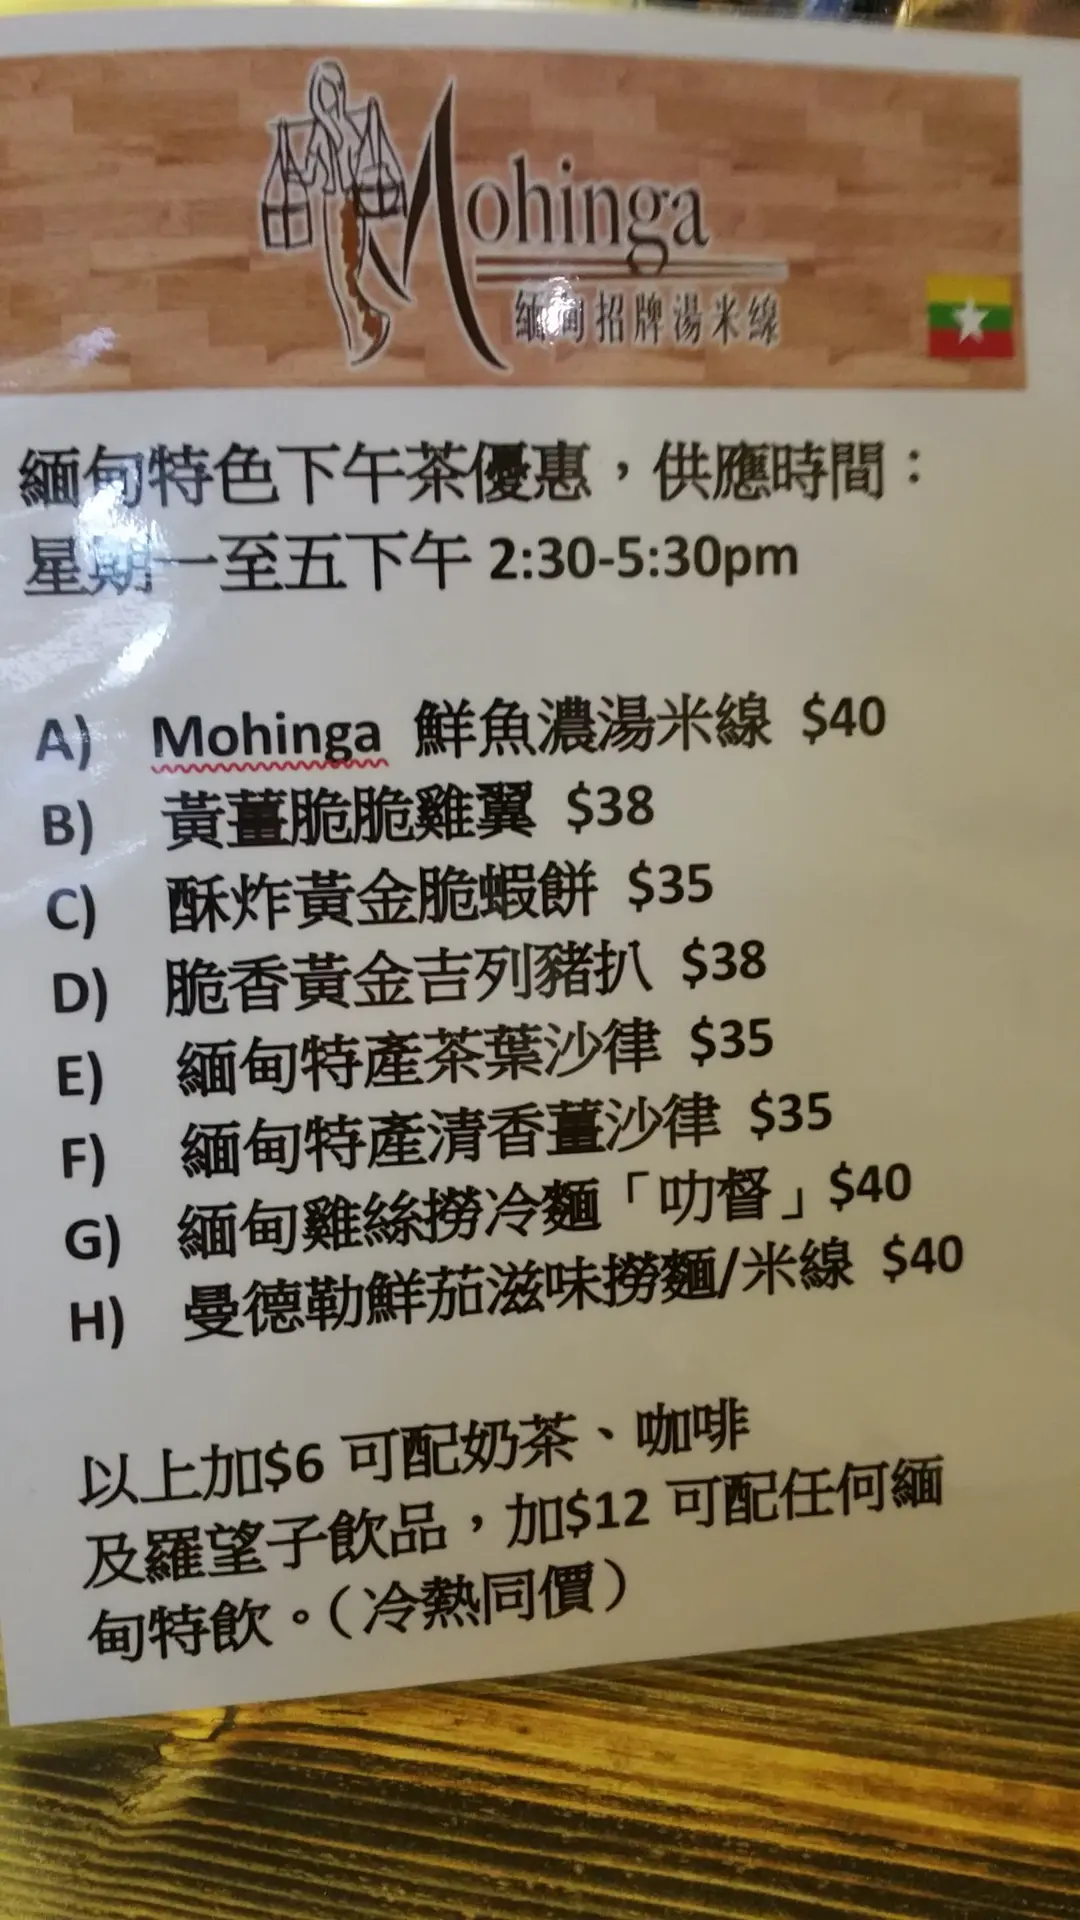 Mohinga
緬甸招牌湯米線
緬甸特色下午茶優惠，供應時間：
星期一至五下午 2:30-5:30pm
A) Mohinga 鮮魚濃湯米線 $40
B) 黃薑脆脆雞翼 $38
C) 酥炸黃金脆蝦餅 $35
D) 脆香黃金吉列豬扒 $38
E) 緬甸特產茶葉沙律 $35
F) 緬甸特產清香薑沙律 $35
G) 緬甸雞絲撈冷麵「叻督」$40
H) 曼德勒鮮茄滋味撈麵/米線 $40
以上加$6 可配奶茶、咖啡
及羅望子飲品，加$12 可配任何緬
甸特飲。（冷熱同價）